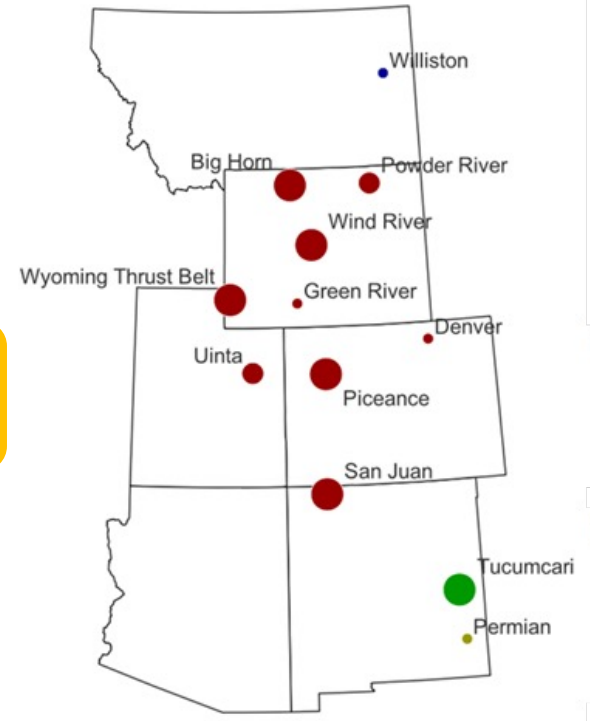 Williston
Big Horn
Powder River
Wind River
Wyoming Thrust Belt
Green River
Denver
Uinta
Piceance
San Juan
Tucumcari
Permian